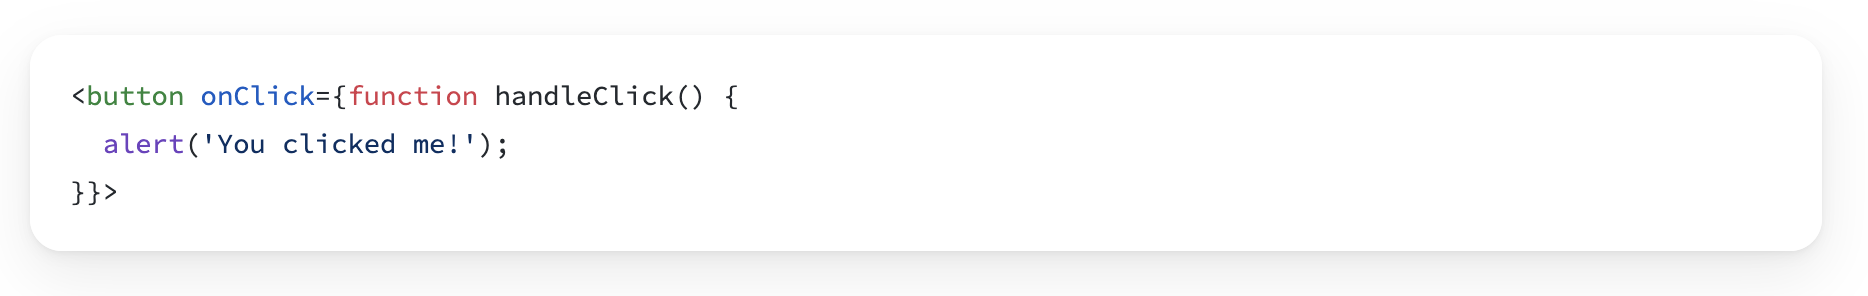 <button onClick={function handleClick() {
  alert('You clicked me!');
}}>